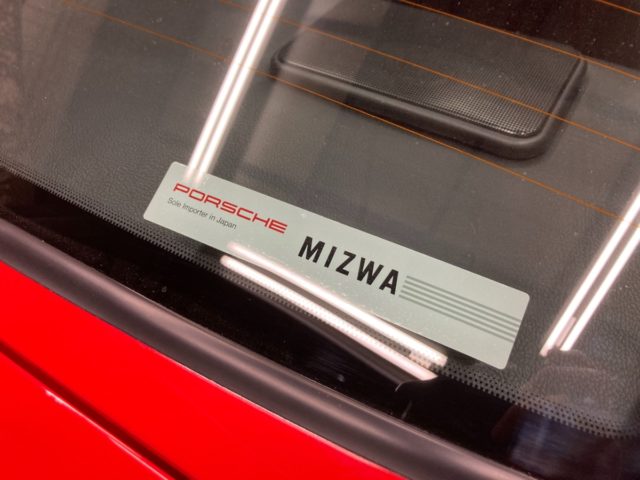 PORSCHE
Sole Importer in Japan
MIZWA